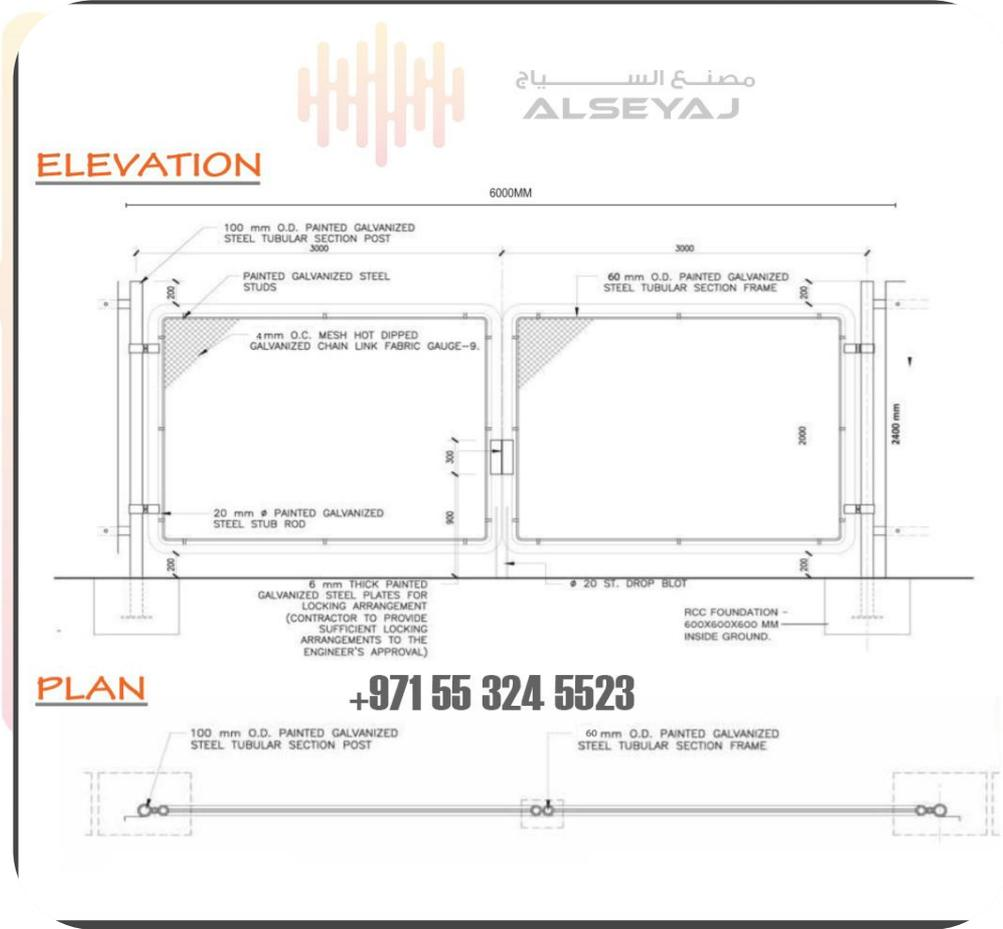 مصنع السياج
ALSEYAJ
ELEVATION
6000MM
100 mm O.D. PAINTED GALVANIZED
STEEL TUBULAR SECTION POST
3000
3000
PAINTED GALVANIZED STEEL
STUDS
60 mm O.D. PAINTED GALVANIZED
STEEL TUBULAR SECTION FRAME
200
200
4mm O.C. MESH HOT DIPPED
GALVANIZED CHAIN LINK FABRIC GAUGE-9.
2400 mm
2000
300
900
20 mm ø PAINTED GALVANIZED
STEEL STUB ROD
200
200
6 mm THICK PAINTED
GALVANIZED STEEL PLATES FOR
LOCKING ARRANGEMENT
(CONTRACTOR TO PROVIDE
SUFFICIENT LOCKING
ARRANGEMENTS TO THE
ENGINEER'S APPROVAL)
ø 20 ST. DROP BLOT
RCC FOUNDATION -
600X600X600 MM
INSIDE GROUND.
PLAN
+971 55 324 5523
100 mm O.D. PAINTED GALVANIZED
STEEL TUBULAR SECTION POST
60 mm O.D. PAINTED GALVANIZED
STEEL TUBULAR SECTION FRAME